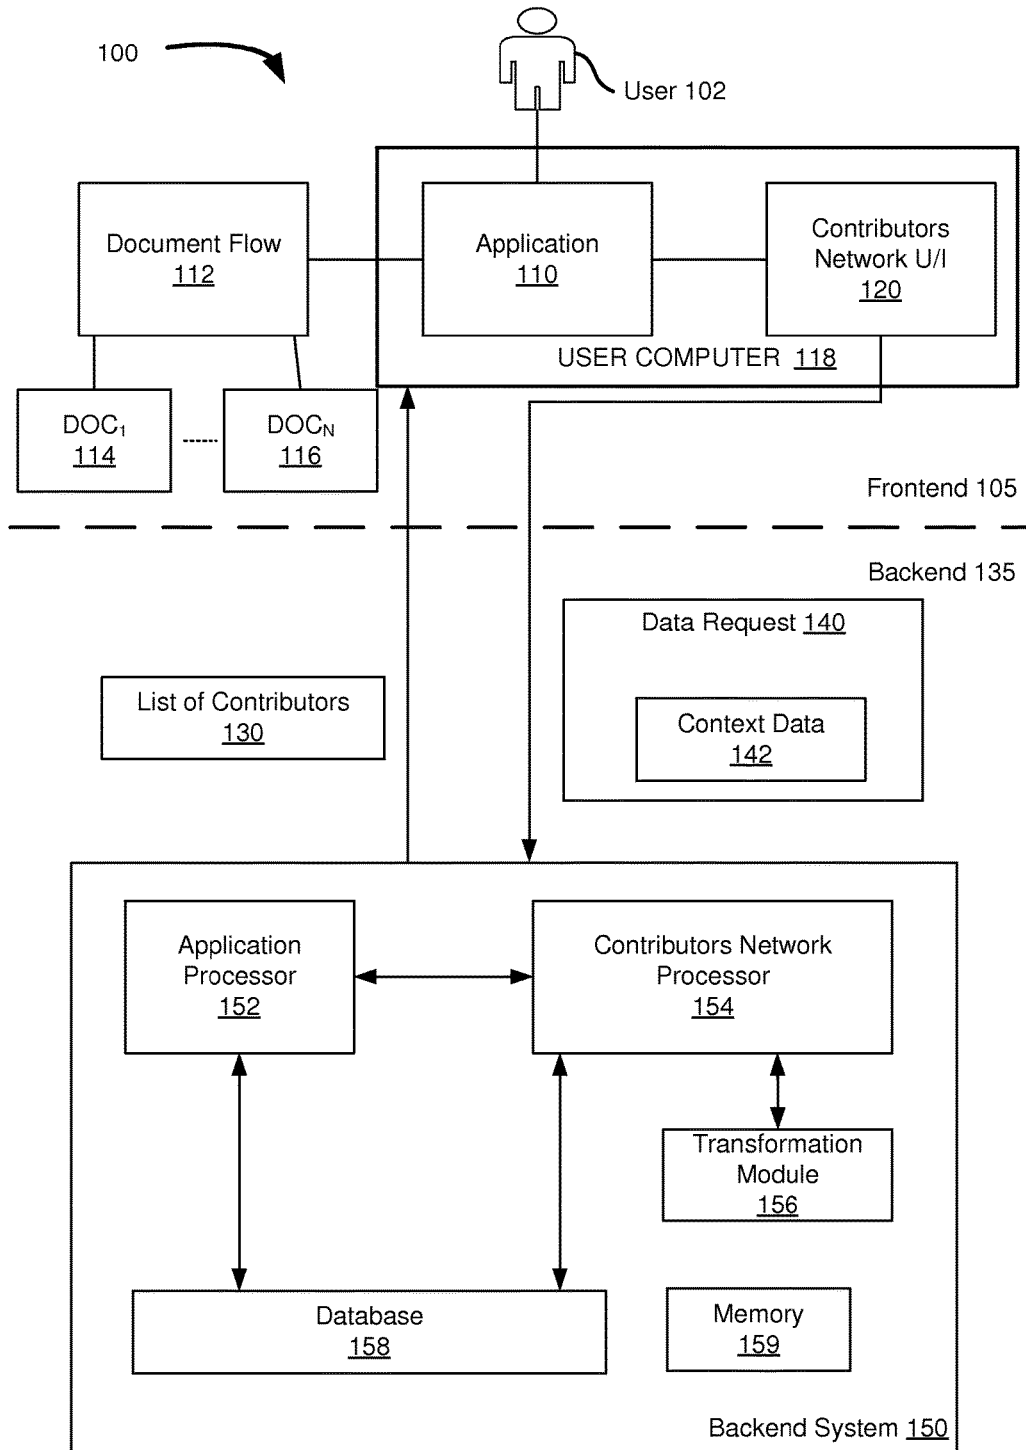 100
User 102
Document Flow
112
Application
110
Contributors
Network U/I
120
USER COMPUTER 118
DOC1
114
DOCN
116
Frontend 105
Backend 135
Data Request 140
List of Contributors
130
Context Data
142
Application
Processor
152
Contributors Network
Processor
154
Transformation
Module
156
Database
158
Memory
159
Backend System 150